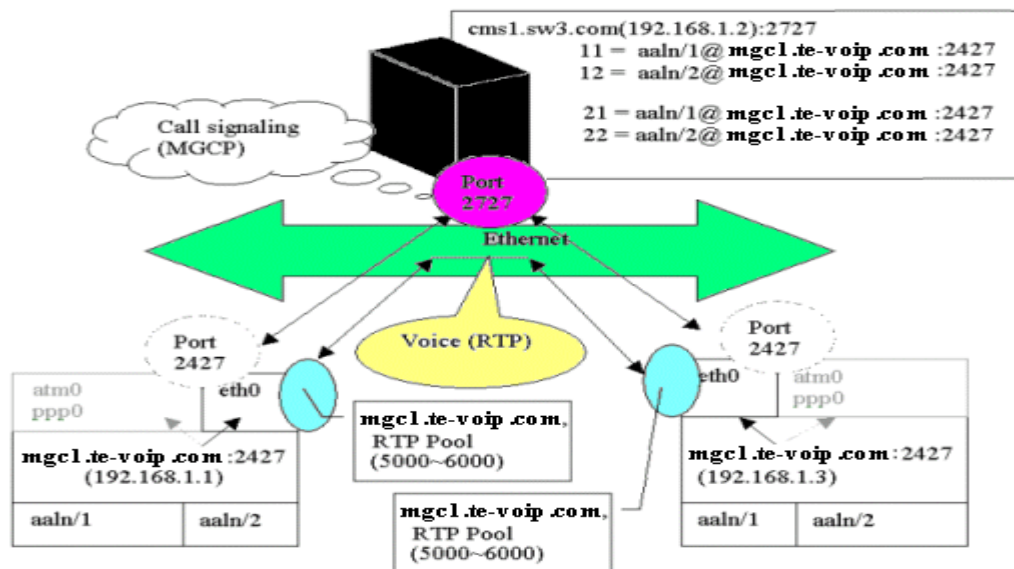 cms1.sw3.com(192.168.1.2):2727
11 = aaln/1@ mgcl.te-voip.com :2427
12 = aaln/2@ mgcl.te-voip.com :2427
21 = aaln/1@ mgcl.te-voip.com :2427
22 = aaln/2@ mgcl.te-voip.com :2427
Call signaling
(MGCP)
Port
2727
Ethernet
Voice (RTP)
Port
2427
Port
2427
atm0
ppp0
eth0
eth0
atm0
ppp0
mgcl.te-voip.com,
RTP Pool
(5000~6000)
mgcl.te-voip.com:2427
(192.168.1.1)
mgcl.te-voip.com:2427
(192.168.1.3)
mgcl.te-voip.com,
RTP Pool
(5000~6000)
aaln/1
aaln/2
aaln/1
aaln/2